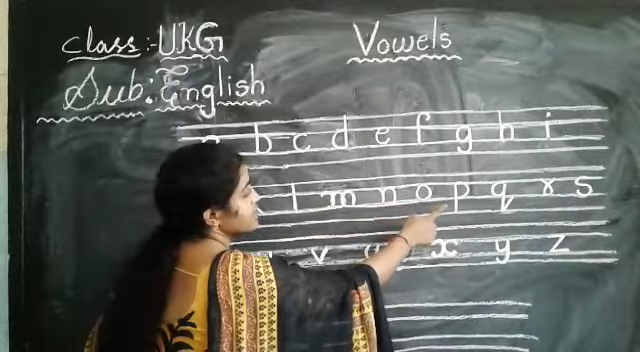 Class:- UKG
Vowels
Sub: English
b c d e f g h i
l m n o p q r s
v x y z